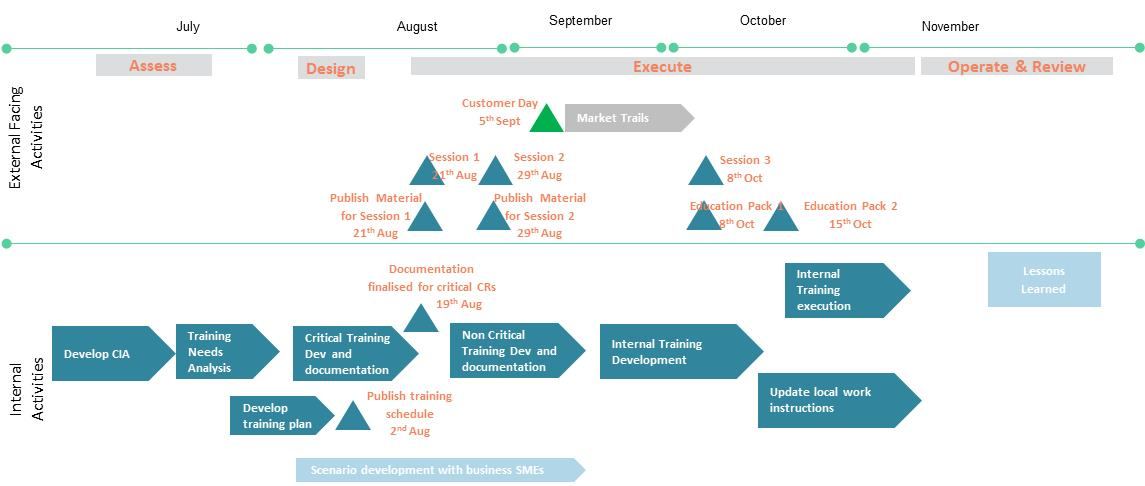 July
August
September
October
November
Assess
Design
Execute
Operate & Review
External Facing
Activities
Customer Day
5th Sept
Market Trails
Session 1
21th Aug
Session 2
29th Aug
Session 3
8th Oct
Publish Material
for Session 1
21th Aug
Publish Material
for Session 2
29th Aug
Education Pack 1
8th Oct
Education Pack 2
15th Oct
Internal
Activities
Documentation
finalised for critical CRs
19th Aug
Internal
Training
execution
Lessons
Learned
Develop CIA
Training
Needs
Analysis
Critical Training
Dev and
documentation
Non Critical
Training Dev and
documentation
Internal Training
Development
Update local work
instructions
Develop
training plan
Publish training
schedule
2nd Aug
Scenario development with business SMEs